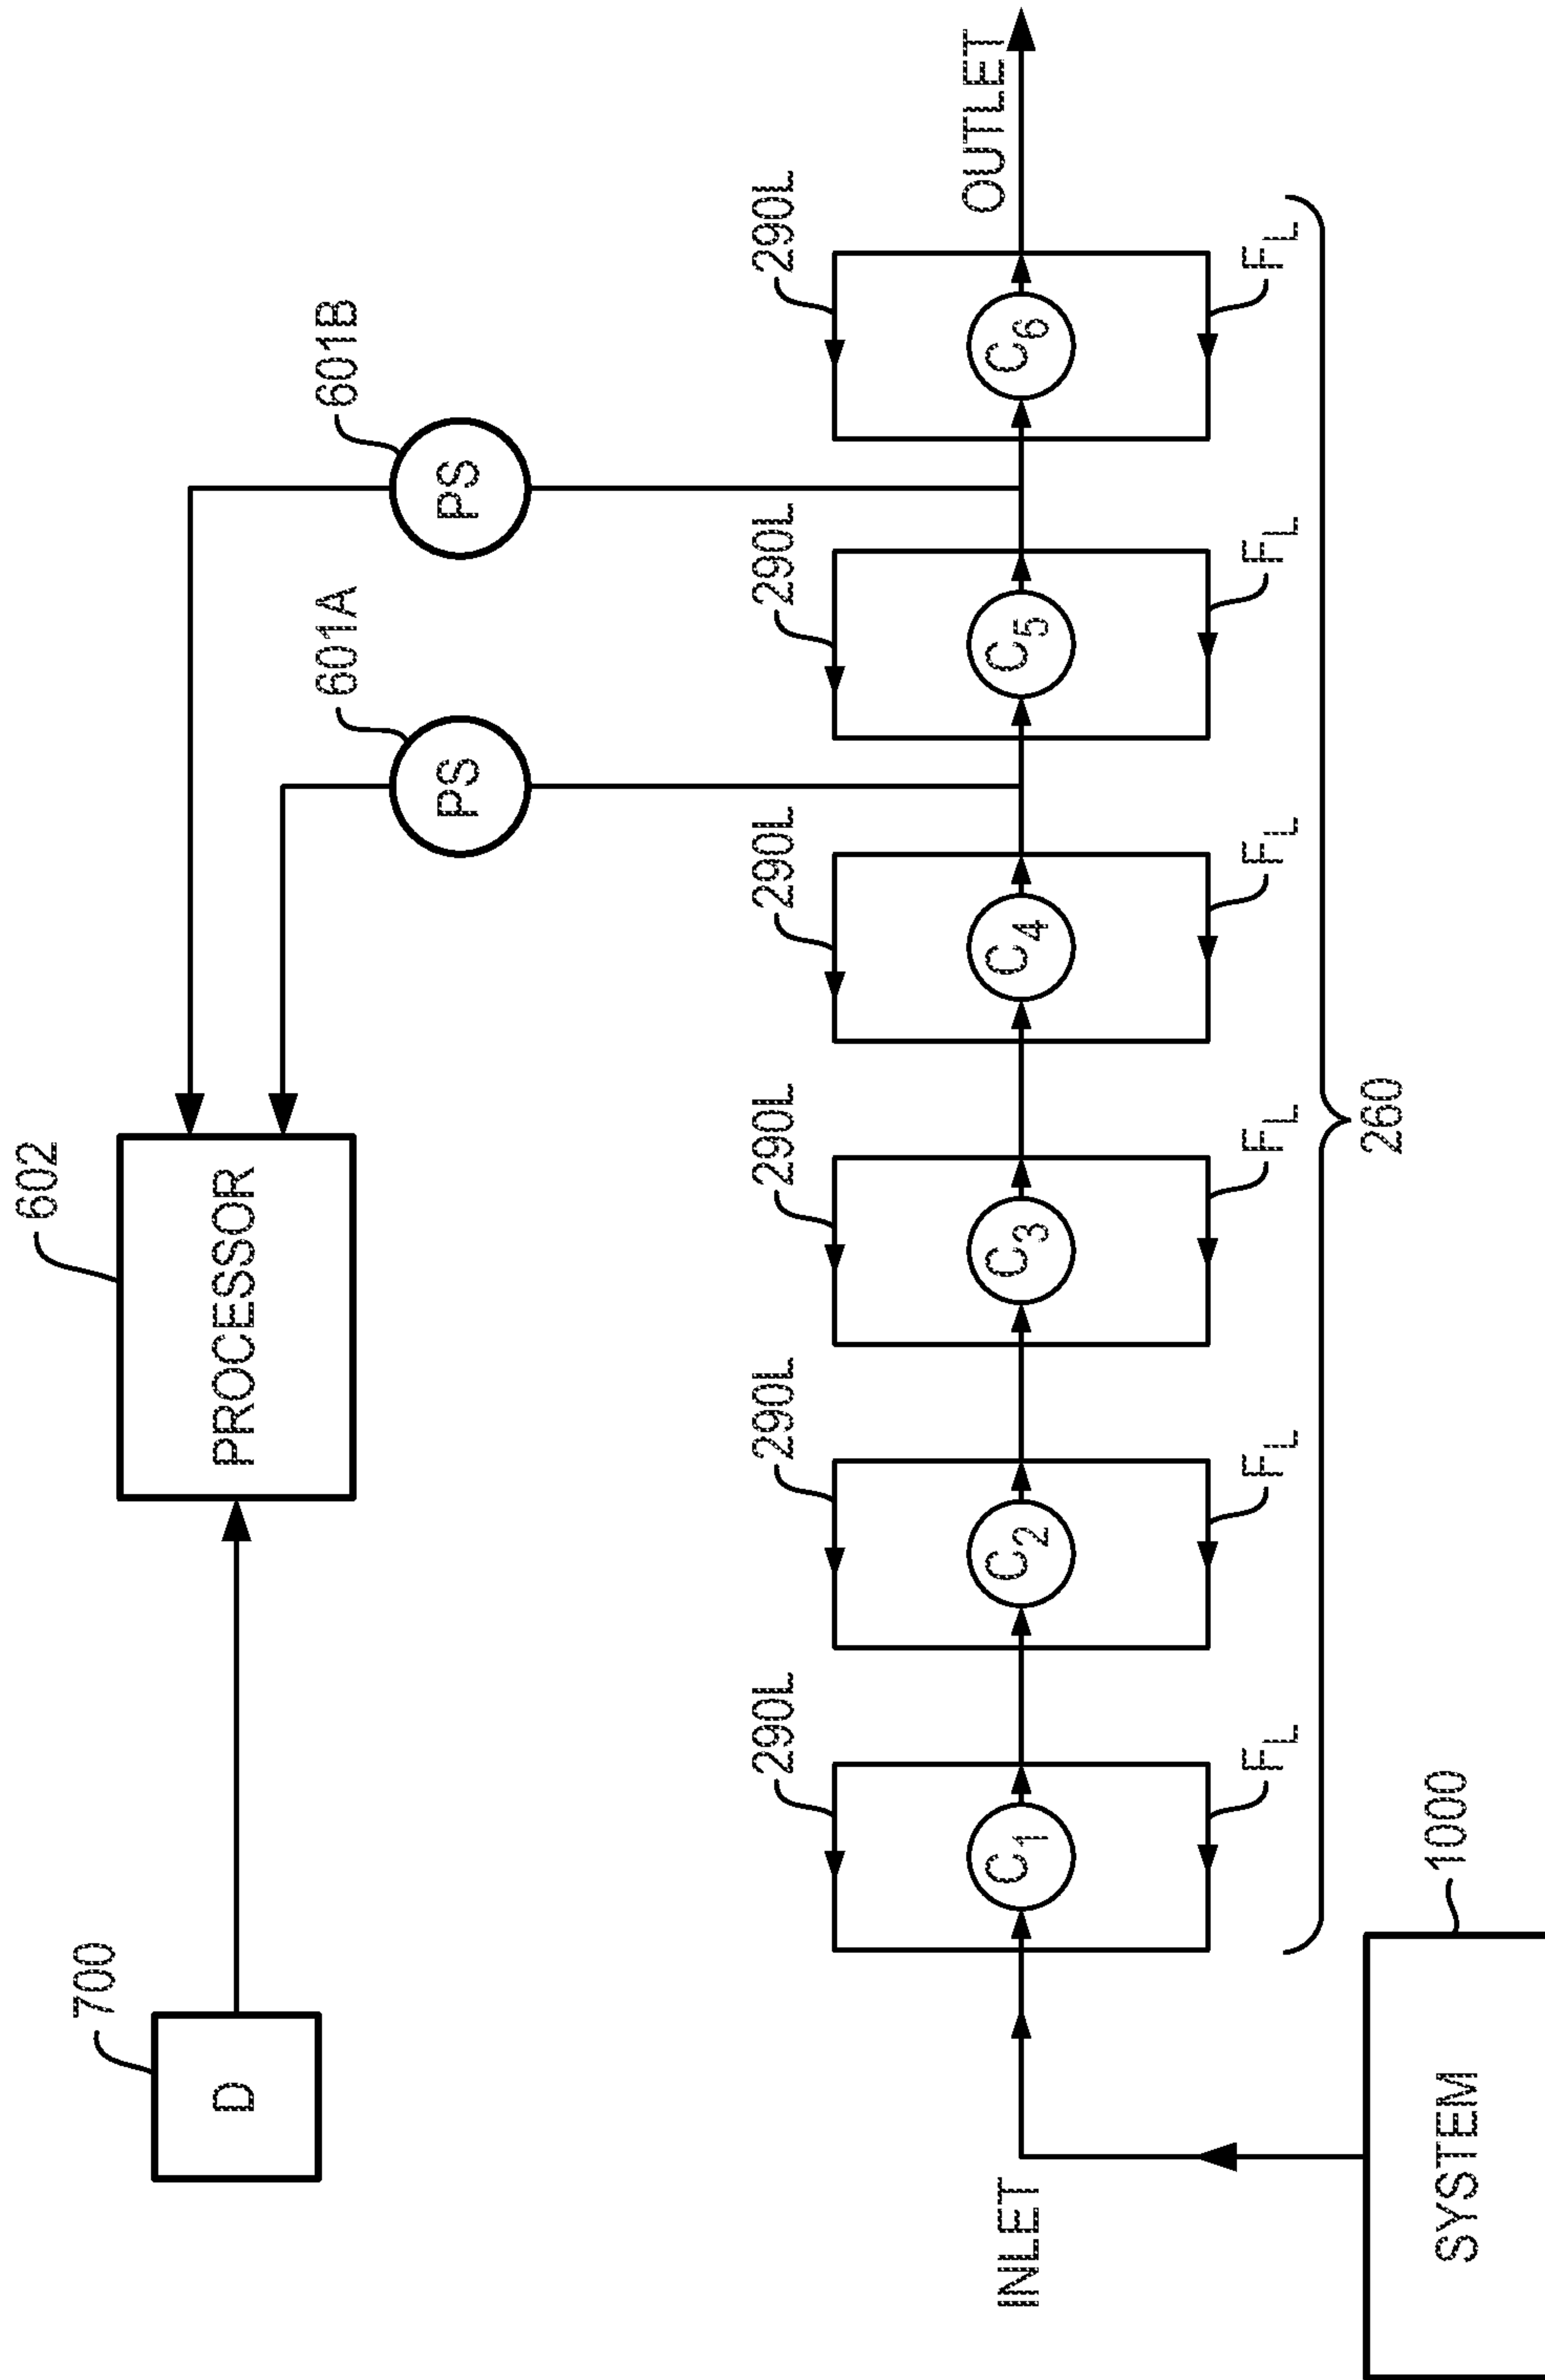 700
D
602
PROCESSOR
601A
PS
601B
PS
290L
290L
290L
290L
290L
290L
INLET
C1
C2
C3
C4
C5
C6
OUTLET
FL
FL
FL
FL
FL
FL
260
1000
SYSTEM